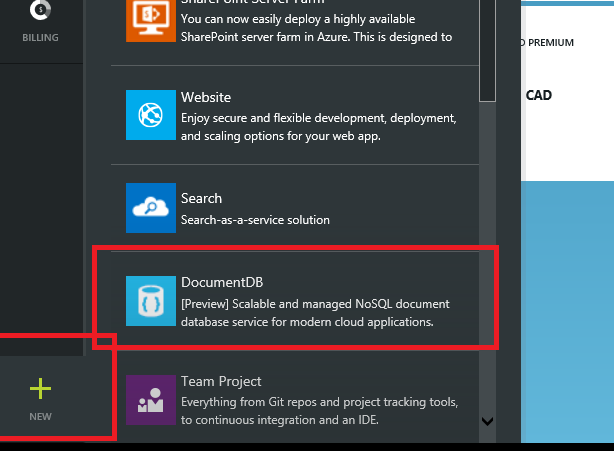 BILLING
SharePoint Server Farm
You can now easily deploy a highly available
SharePoint server farm in Azure. This is designed to
D PREMIUM
Website
Enjoy secure and flexible development, deployment,
and scaling options for your web app.
CAD
Search
Search-as-a-service solution
DocumentDB
[Preview] Scalable and managed NoSQL document
database service for modern cloud applications.
Team Project
Everything from Git repos and project tracking tools,
to continuous integration and an IDE.
NEW